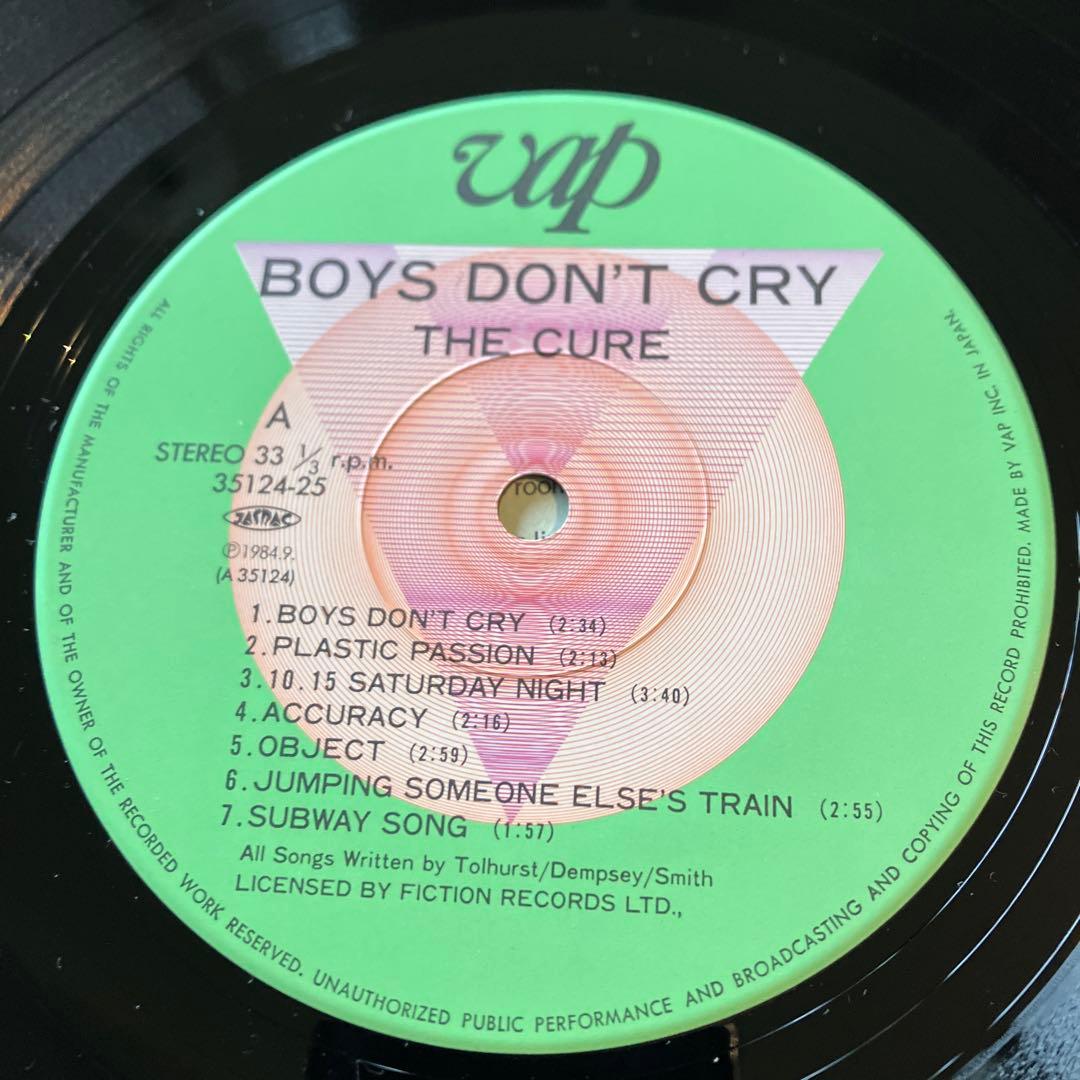 vap
BOYS DON'T CRY
THE CURE
A
STEREO 33 1/3 r.p.m.
35124-25
JASRAC
Ⓟ1984.9.
(A 35124)
1.BOYS DON'T CRY (2:34)
2.PLASTIC PASSION (2:13)
3.10.15 SATURDAY NIGHT (3:40)
4.ACCURACY (2:16)
5.OBJECT (2:59)
6.JUMPING SOMEONE ELSE'S TRAIN (2:55)
7.SUBWAY SONG (1:57)
All Songs Written by Tolhurst/Dempsey/Smith
LICENSED BY FICTION RECORDS LTD.,
ALL RIGHTS OF THE MANUFACTURER AND OF THE OWNER OF THE RECORDED WORK RESERVED. UNAUTHORIZED PUBLIC PERFORMANCE AND BROADCASTING AND COPYING OF THIS RECORD PROHIBITED. MADE BY VAP INC. IN JAPAN.